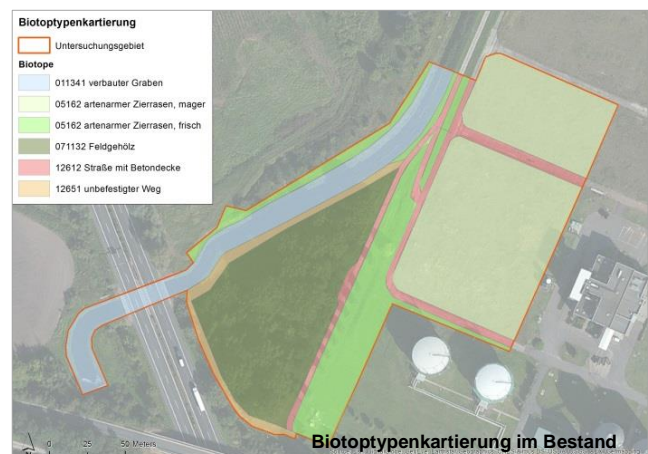 Biotoptypenkartierung
Untersuchungsgebiet
Biotope
011341 verbauter Graben
05162 artenarmer Zierrasen, mager
05162 artenarmer Zierrasen, frisch
071132 Feldgehölz
12612 Straße mit Betondecke
12651 unbefestigter Weg
0 25 50 Meters
Biotoptypenkartierung im Bestand